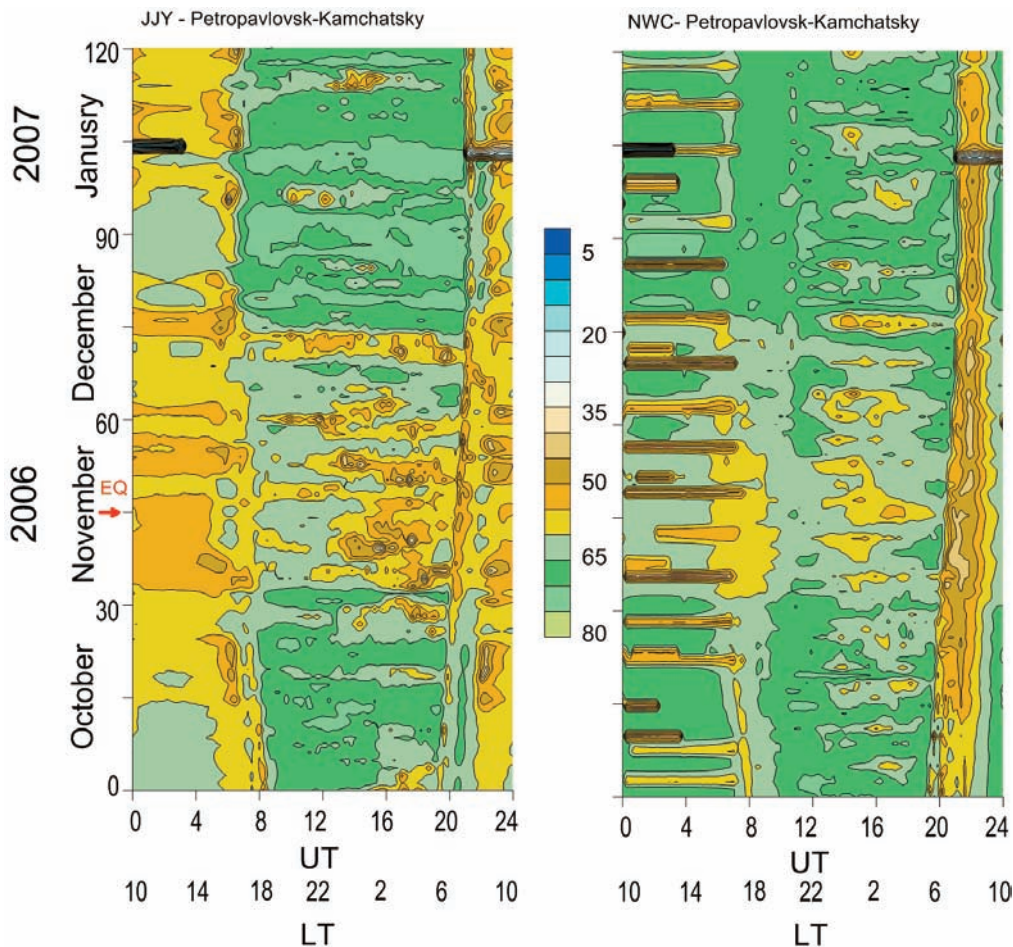 JJY - Petropavlovsk-Kamchatsky
NWC- Petropavlovsk-Kamchatsky
120
90
60
30
0
2007
2006
Janusry
December
November
October
EQ
5
20
35
50
65
80
0 4 8 12 16 20 24
UT
10 14 18 22 2 6 10
LT
0 4 8 12 16 20 24
UT
10 14 18 22 2 6 10
LT